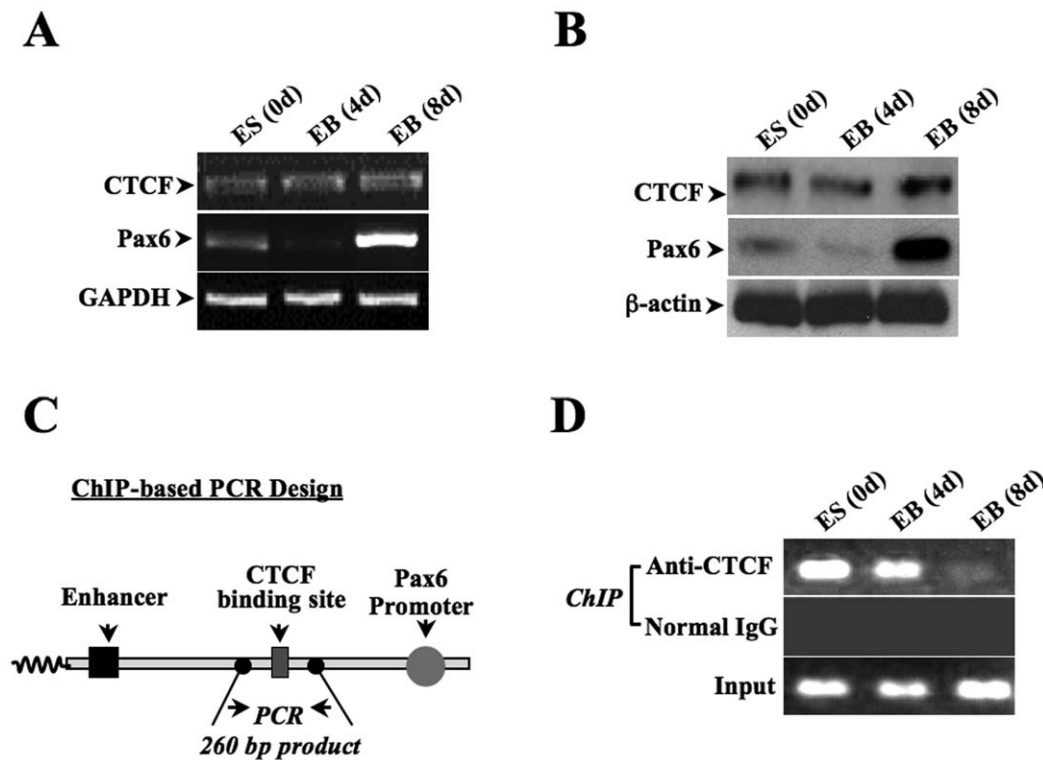 A
ES (0d)
EB (4d)
EB (8d)
CTCF
Pax6
GAPDH
B
ES (0d)
EB (4d)
EB (8d)
CTCF
Pax6
β-actin
C
ChIP-based PCR Design
Enhancer
CTCF
binding site
Pax6
Promoter
PCR
260 bp product
D
ES (0d)
EB (4d)
EB (8d)
ChIP
Anti-CTCF
Normal IgG
Input